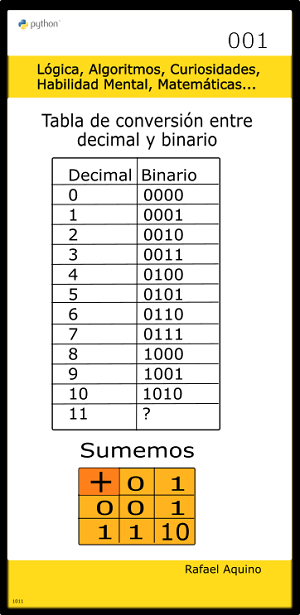 python
001
Lógica, Algoritmos, Curiosidades,
Habilidad Mental, Matemáticas...
Tabla de conversión entre
decimal y binario
Decimal Binario
0 0000
1 0001
2 0010
3 0011
4 0100
5 0101
6 0110
7 0111
8 1000
9 1001
10 1010
11 ?
Sumemos
+ 0 1
0 0 1
1 1 10
Rafael Aquino
1011